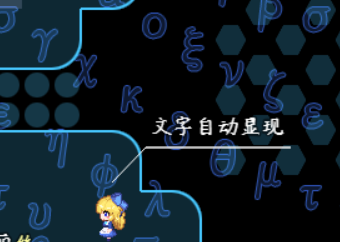 σ ο ρ σ
γ ξ
χ ν ζ
κ ε
文字自动显现
η θ
φ μ
τ υ λ τ